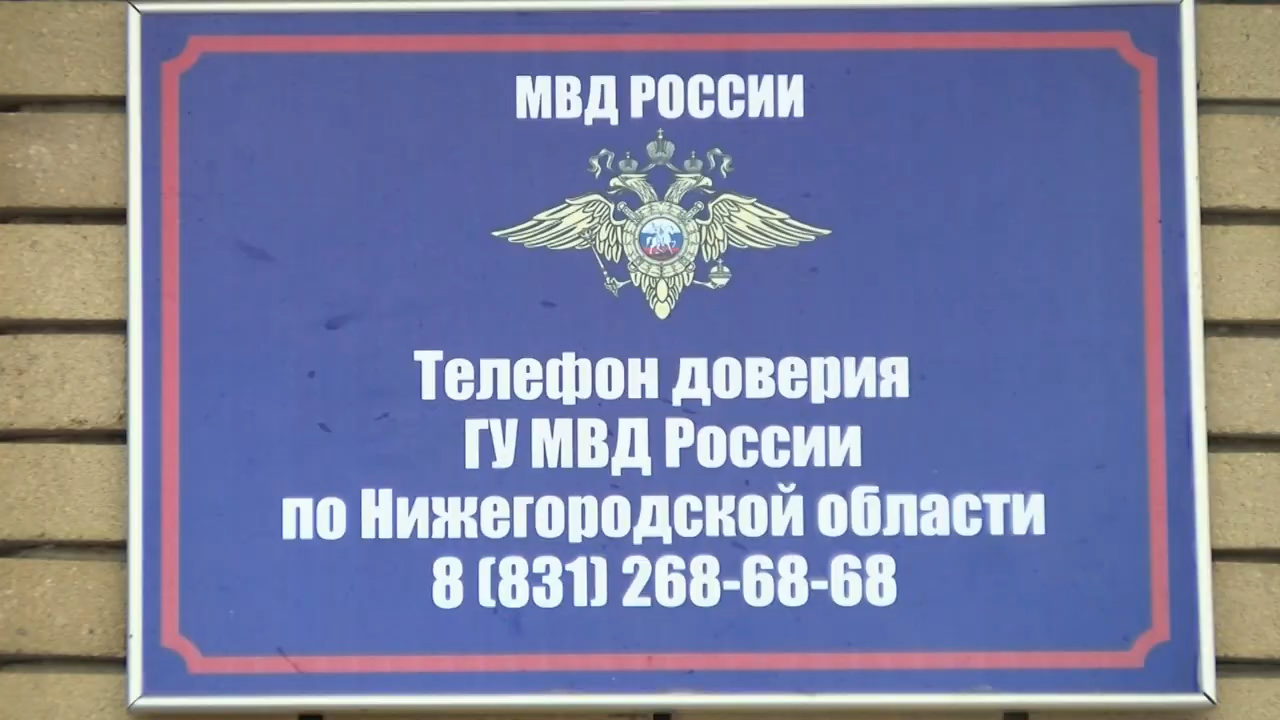 МВД РОССИИ
Телефон доверия
ГУ МВД России
по Нижегородской области
8 (831) 268-68-68